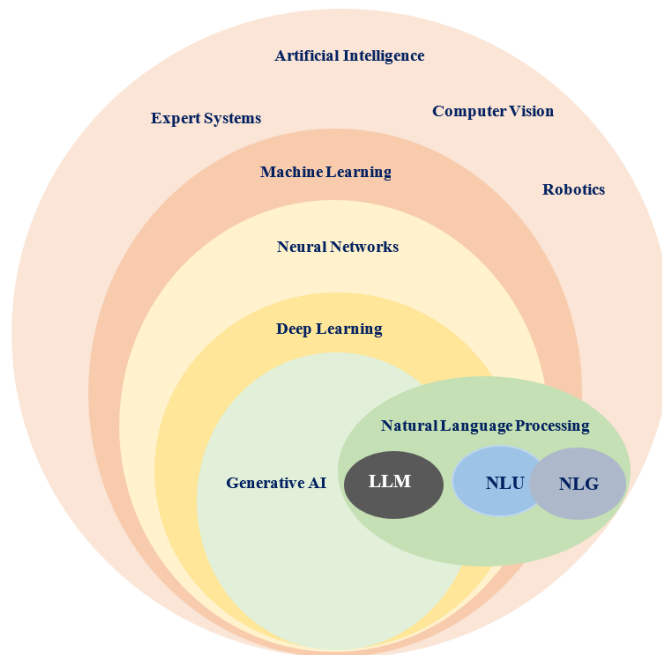 Artificial Intelligence
Computer Vision
Expert Systems
Machine Learning
Robotics
Neural Networks
Deep Learning
Natural Language Processing
Generative AI
LLM
NLU
NLG